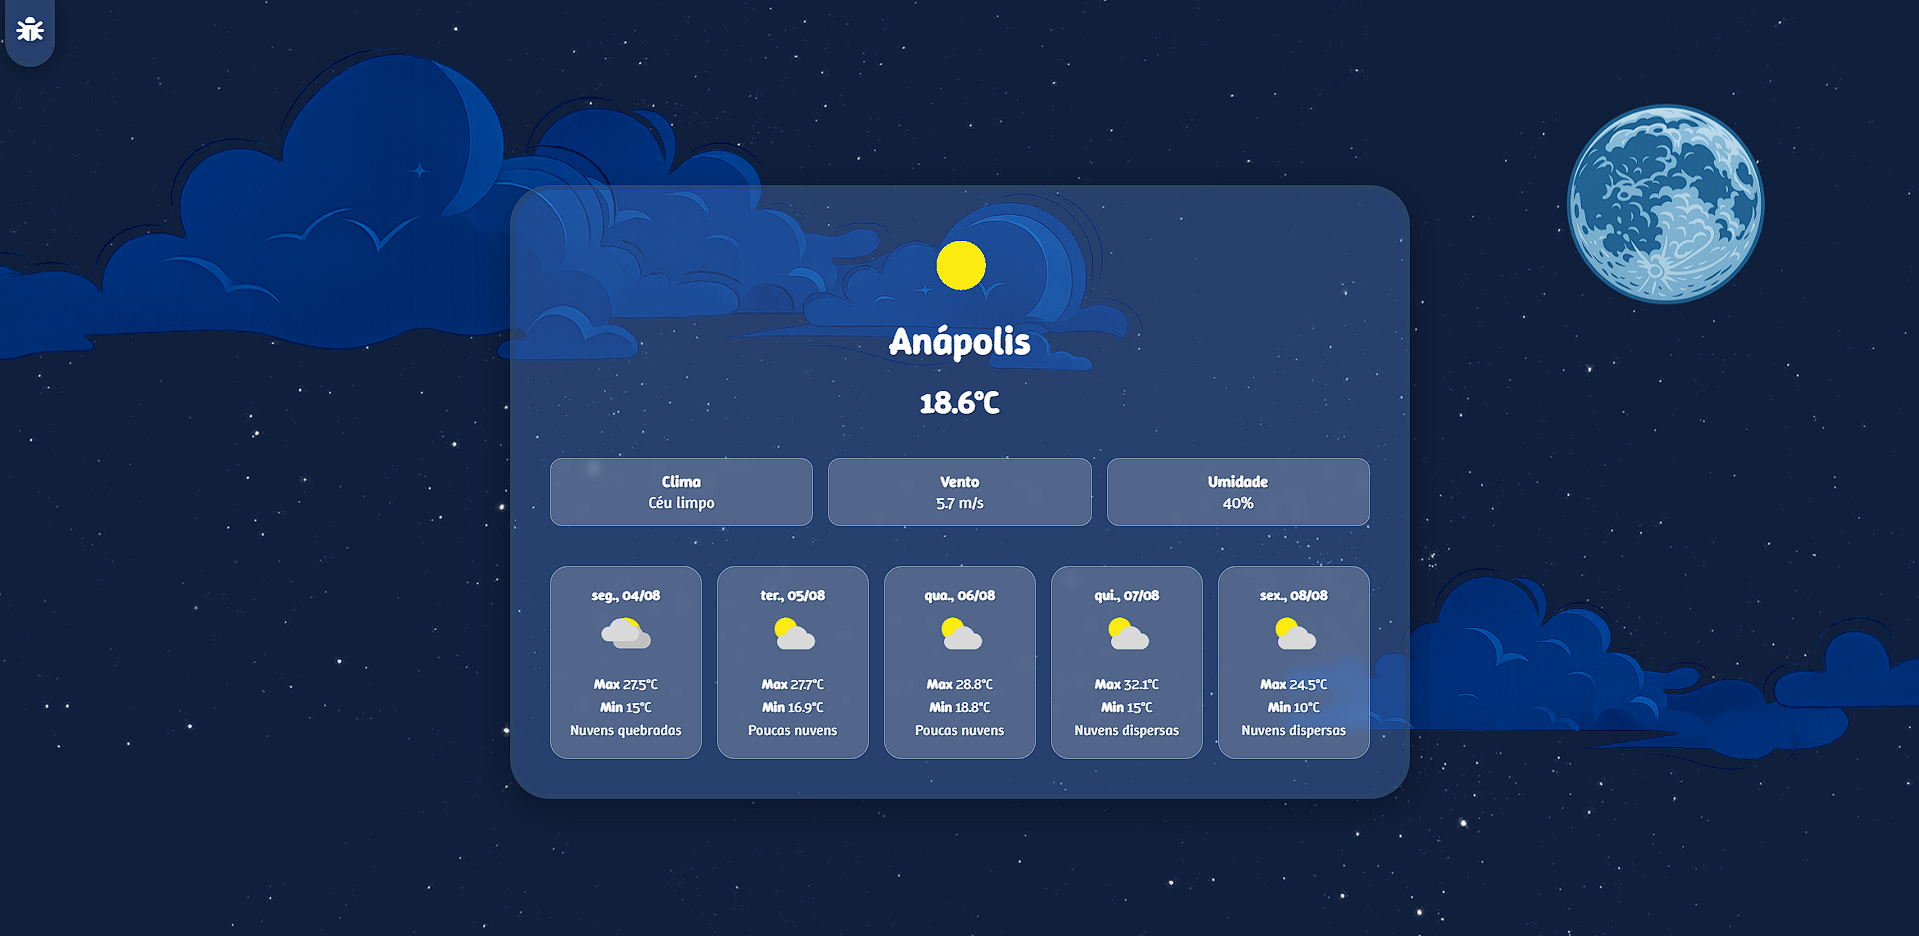 Anápolis
18.6°C
Clima
Céu limpo
Vento
5.7 m/s
Umidade
40%
seg., 04/08
Max 27.5°C
Min 15°C
Nuvens quebradas
ter., 05/08
Max 27.7°C
Min 16.9°C
Poucas nuvens
qua., 06/08
Max 28.8°C
Min 18.8°C
Poucas nuvens
qui., 07/08
Max 32.1°C
Min 15°C
Nuvens dispersas
sex., 08/08
Max 24.5°C
Min 10°C
Nuvens dispersas